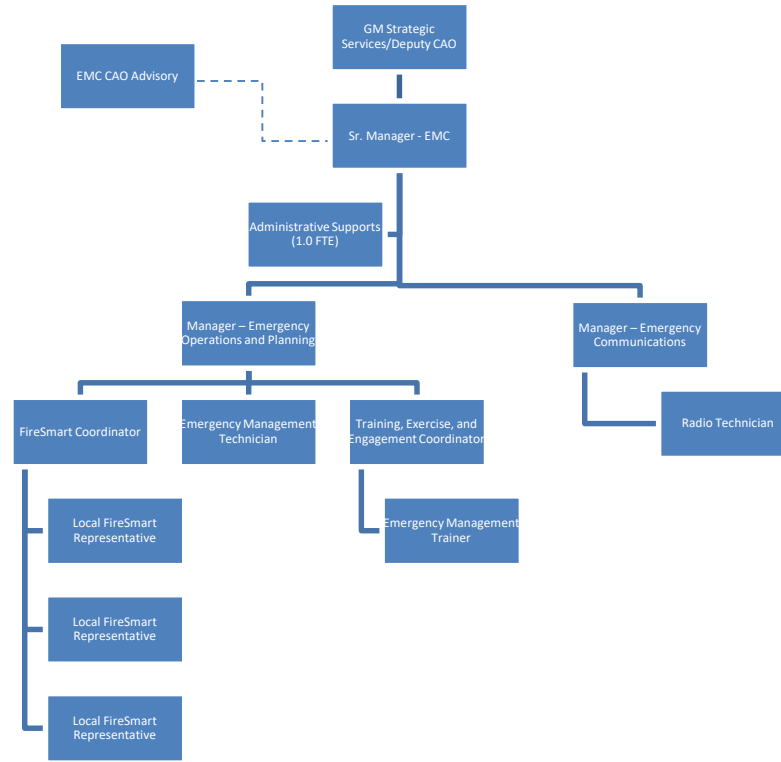 GM Strategic
Services/Deputy CAO
EMC CAO Advisory
Sr. Manager - EMC
Administrative Supports
(1.0 FTE)
Manager – Emergency
Operations and Planning
Manager – Emergency
Communications
FireSmart Coordinator
Emergency Management
Technician
Training, Exercise, and
Engagement Coordinator
Radio Technician
Local FireSmart
Representative
Emergency Management
Trainer
Local FireSmart
Representative
Local FireSmart
Representative